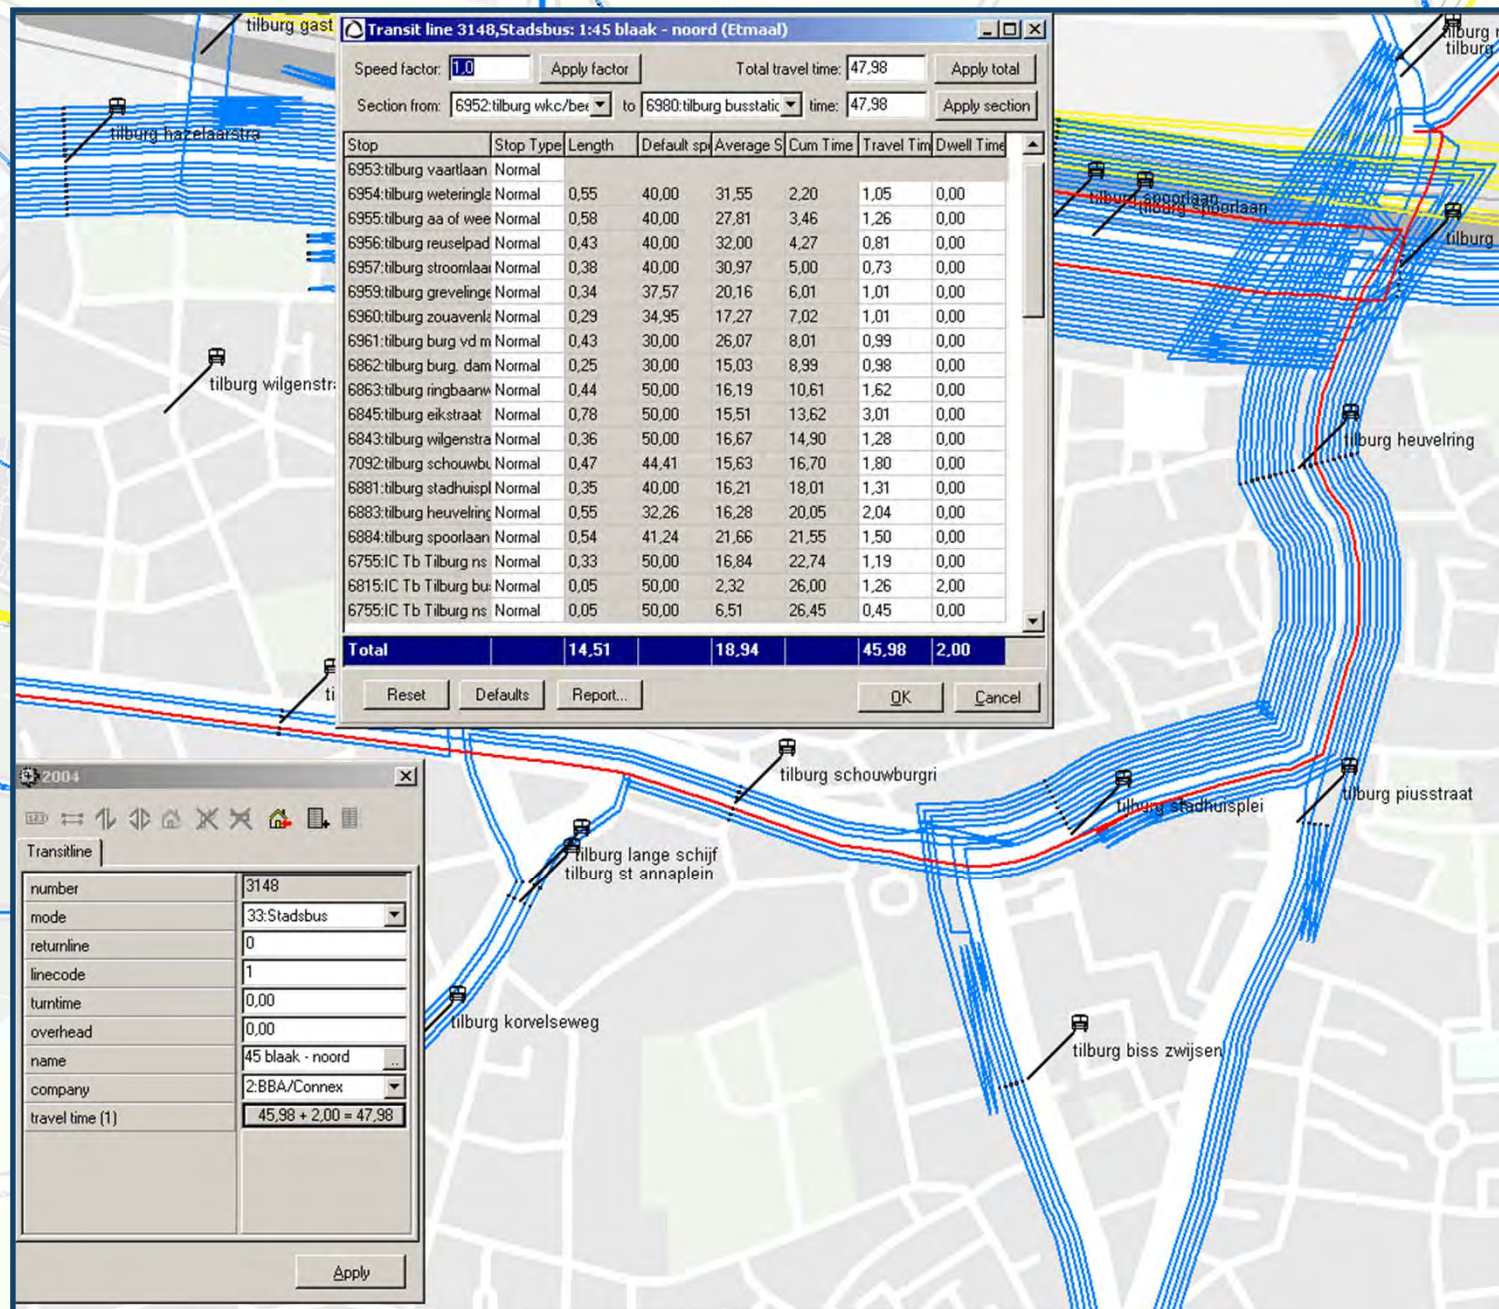 tilburg gast
Transit line 3148,Stadsbus: 1:45 blaak - noord (Etmaal)
Speed factor: 1,0 Apply factor Total travel time: 47,98 Apply total
Section from: 6952:tilburg wkc/bee to 6980:tilburg busstatic time: 47,98 Apply section
Stop Stop Type Length Default spe Average S Cum Time Travel Tim Dwell Time
6953:tilburg vaartlaan Normal
6954:tilburg weteringla Normal 0,55 40,00 31,55 2,20 1,05 0,00
6955:tilburg aa of wee Normal 0,58 40,00 27,81 3,46 1,26 0,00
6956:tilburg reuselpad Normal 0,43 40,00 32,00 4,27 0,81 0,00
6957:tilburg stroomlaa Normal 0,38 40,00 30,97 5,00 0,73 0,00
6959:tilburg grevelinge Normal 0,34 37,57 20,16 6,01 1,01 0,00
6960:tilburg zouavenla Normal 0,29 34,95 17,27 7,02 1,01 0,00
6961:tilburg burg vd m Normal 0,43 30,00 26,07 8,01 0,99 0,00
6862:tilburg burg. dam Normal 0,25 30,00 15,03 8,99 0,98 0,00
6863:tilburg ringbaanw Normal 0,44 50,00 16,19 10,61 1,62 0,00
6845:tilburg eikstraat Normal 0,78 50,00 15,51 13,62 3,01 0,00
6843:tilburg wilgenstra Normal 0,36 50,00 16,67 14,90 1,28 0,00
7092:tilburg schouwbu Normal 0,47 44,41 15,63 16,70 1,80 0,00
6881:tilburg stadhuispl Normal 0,35 40,00 16,21 18,01 1,31 0,00
6883:tilburg heuvelring Normal 0,55 32,26 16,28 20,05 2,04 0,00
6884:tilburg spoorlaan Normal 0,54 41,24 21,66 21,55 1,50 0,00
6755:IC Tb Tilburg ns Normal 0,33 50,00 16,84 22,74 1,19 0,00
6815:IC Tb Tilburg bu Normal 0,05 50,00 2,32 26,00 1,26 2,00
6755:IC Tb Tilburg ns Normal 0,05 50,00 6,51 26,45 0,45 0,00
Total 14,51 18,94 45,98 2,00
Reset Defaults Report... OK Cancel
tilburg
tilburg
tilburg hazelaarstra
tilburg spoorlaan
tilburg spoorlaan
tilburg
tilburg wilgenstra
tilburg heuvelring
ti
tilburg schouwburgri
tilburg stadhuisplei
tilburg piusstraat
tilburg lange schijf
tilburg st annaplein
tilburg korvelseweg
tilburg biss zwijsen
2004
Transitline
number 3148
mode 33:Stadsbus
returnline 0
linecode 1
turntime 0,00
overhead 0,00
name 45 blaak - noord ..
company 2:BBA/Connex
travel time (1) 45,98 + 2,00 = 47,98
Apply